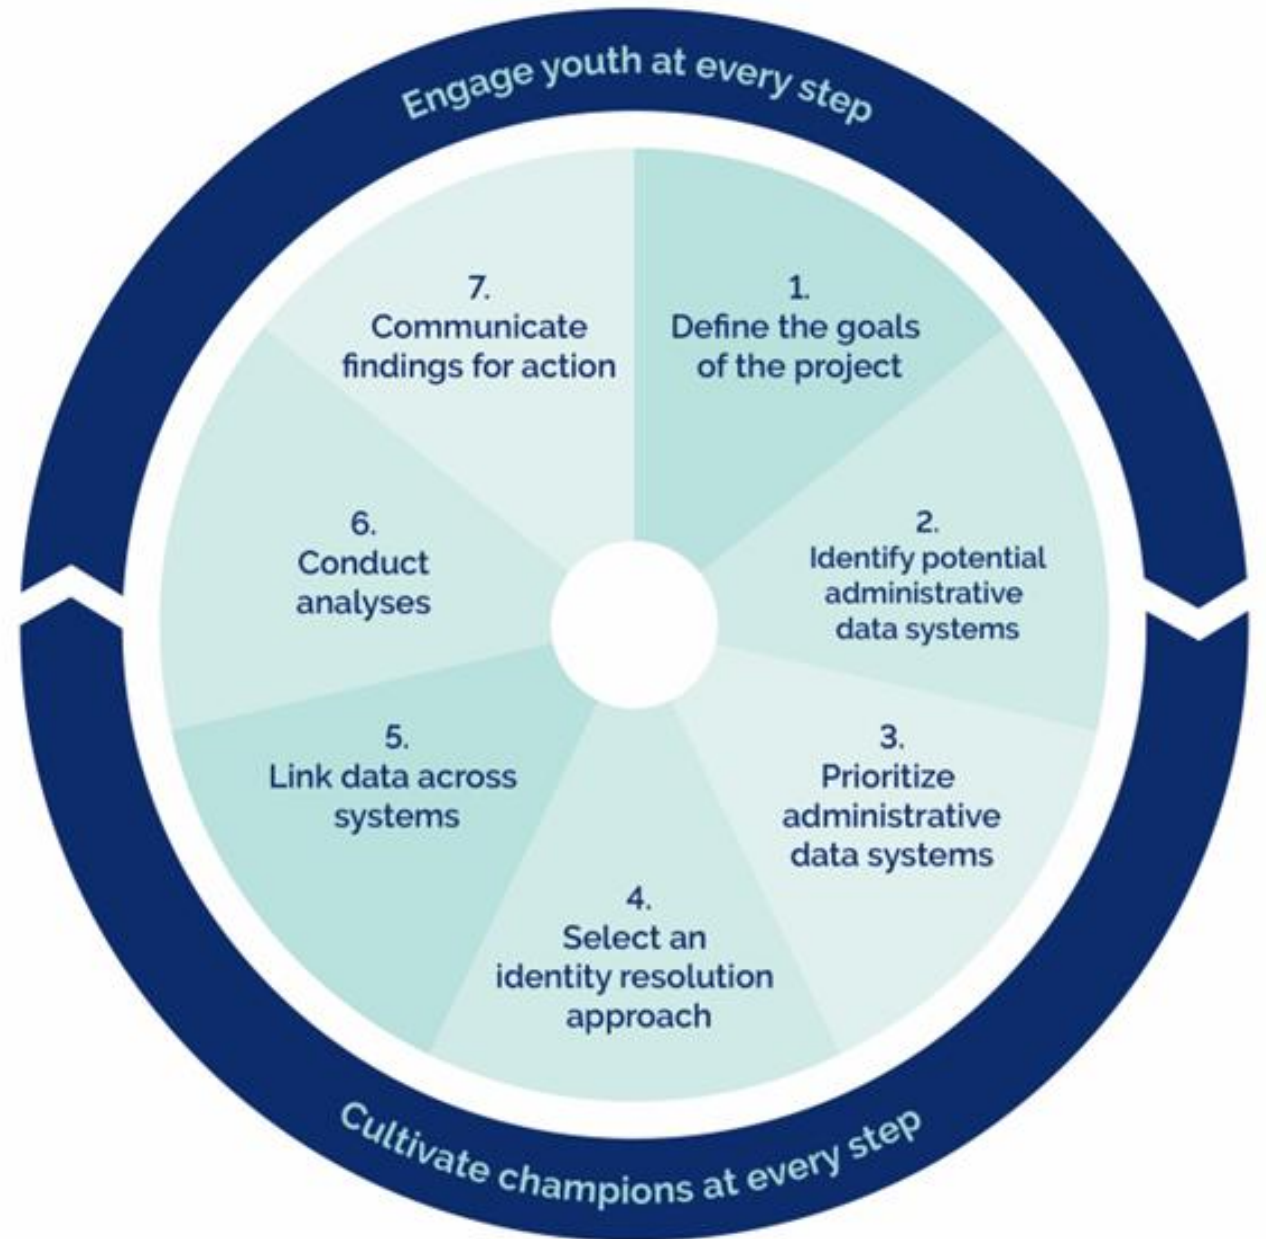 Engage youth at every step
1.
Define the goals
of the project
2.
Identify potential
administrative
data systems
3.
Prioritize
administrative
data systems
4.
Select an
identity resolution
approach
5.
Link data across
systems
6.
Conduct
analyses
7.
Communicate
findings for action
Cultivate champions at every step